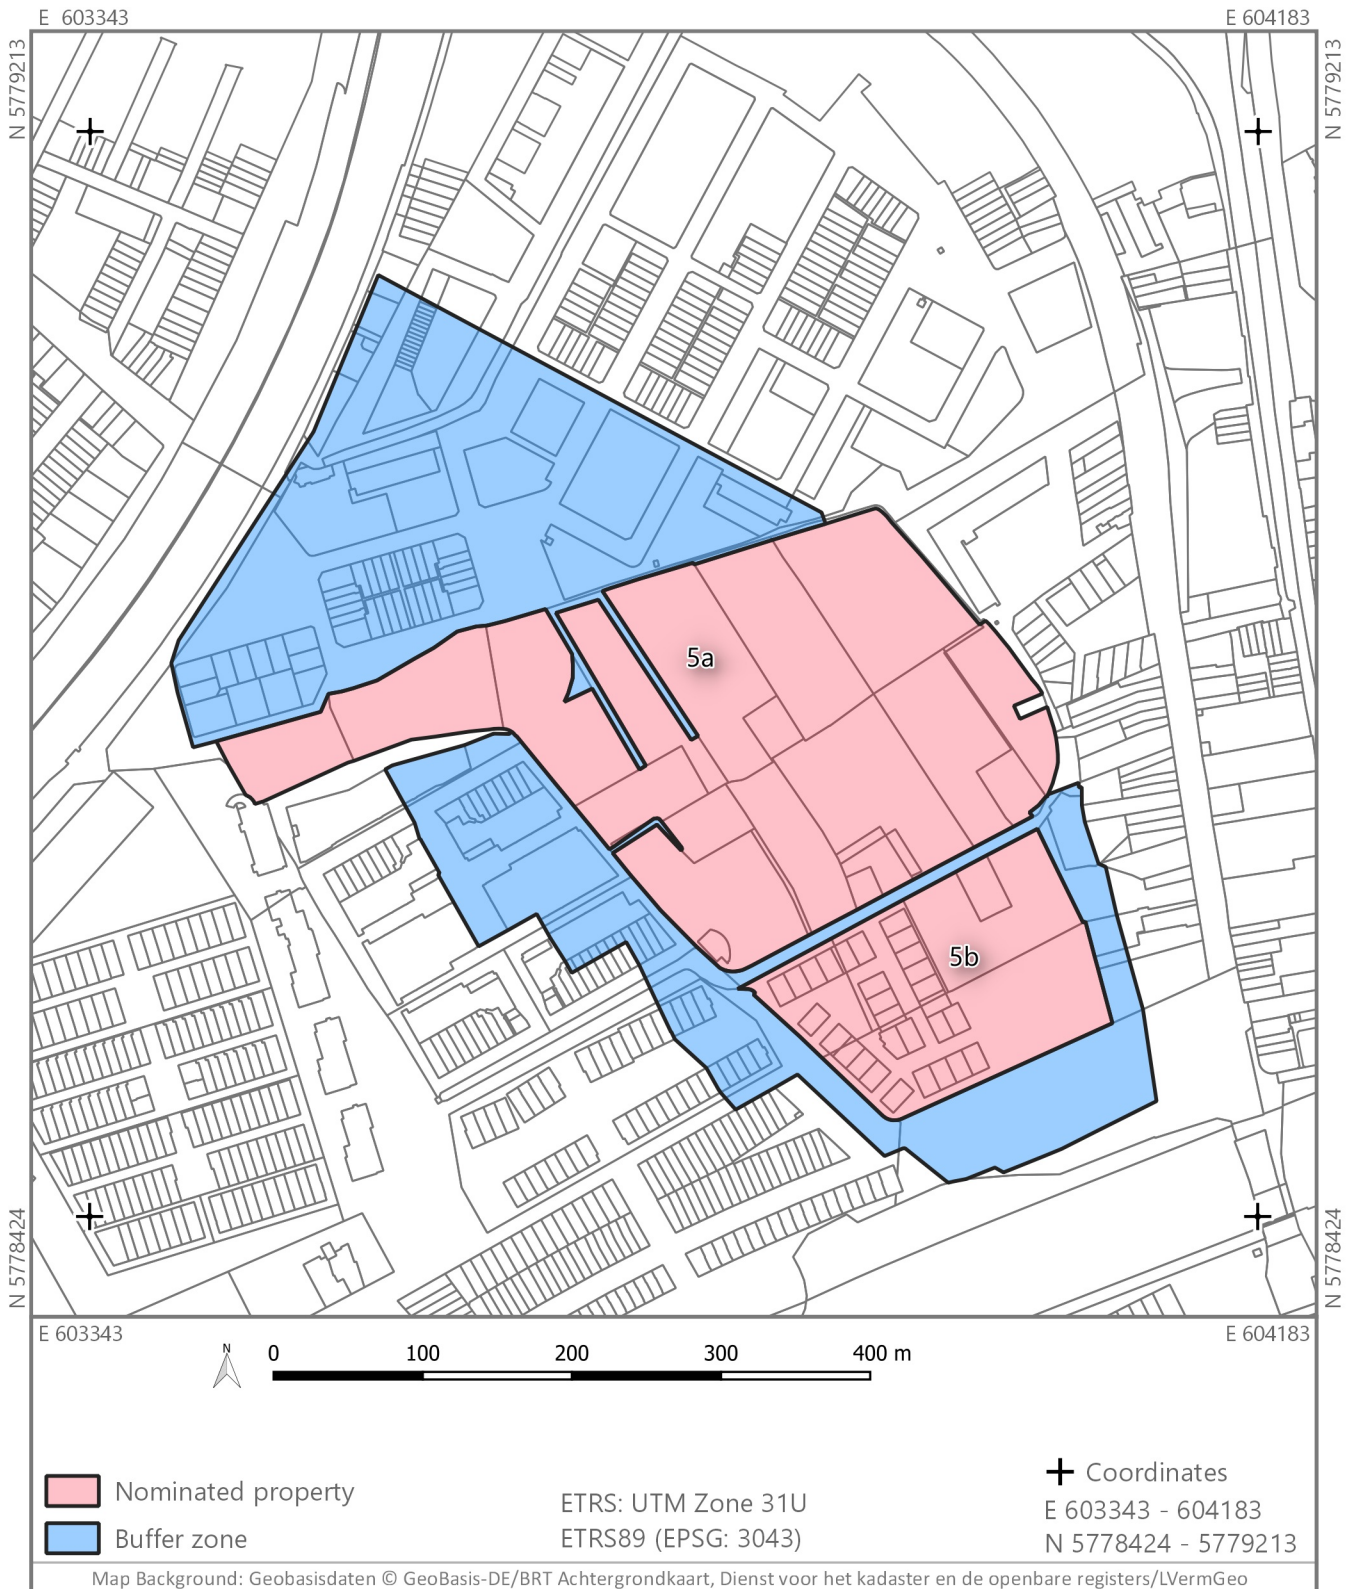 E 603343
E 604183
N 5779213
N 5779213
5a
5b
N 5778424
N 5778424
E 603343
E 604183
N
0 100 200 300 400 m
Nominated property
Buffer zone
ETRS: UTM Zone 31U
ETRS89 (EPSG: 3043)
Coordinates
E 603343 - 604183
N 5778424 - 5779213
Map Background: Geobasisdaten © GeoBasis-DE/BRT Achtergrondkaart, Dienst voor het kadaster en de openbare registers/LVermGeo